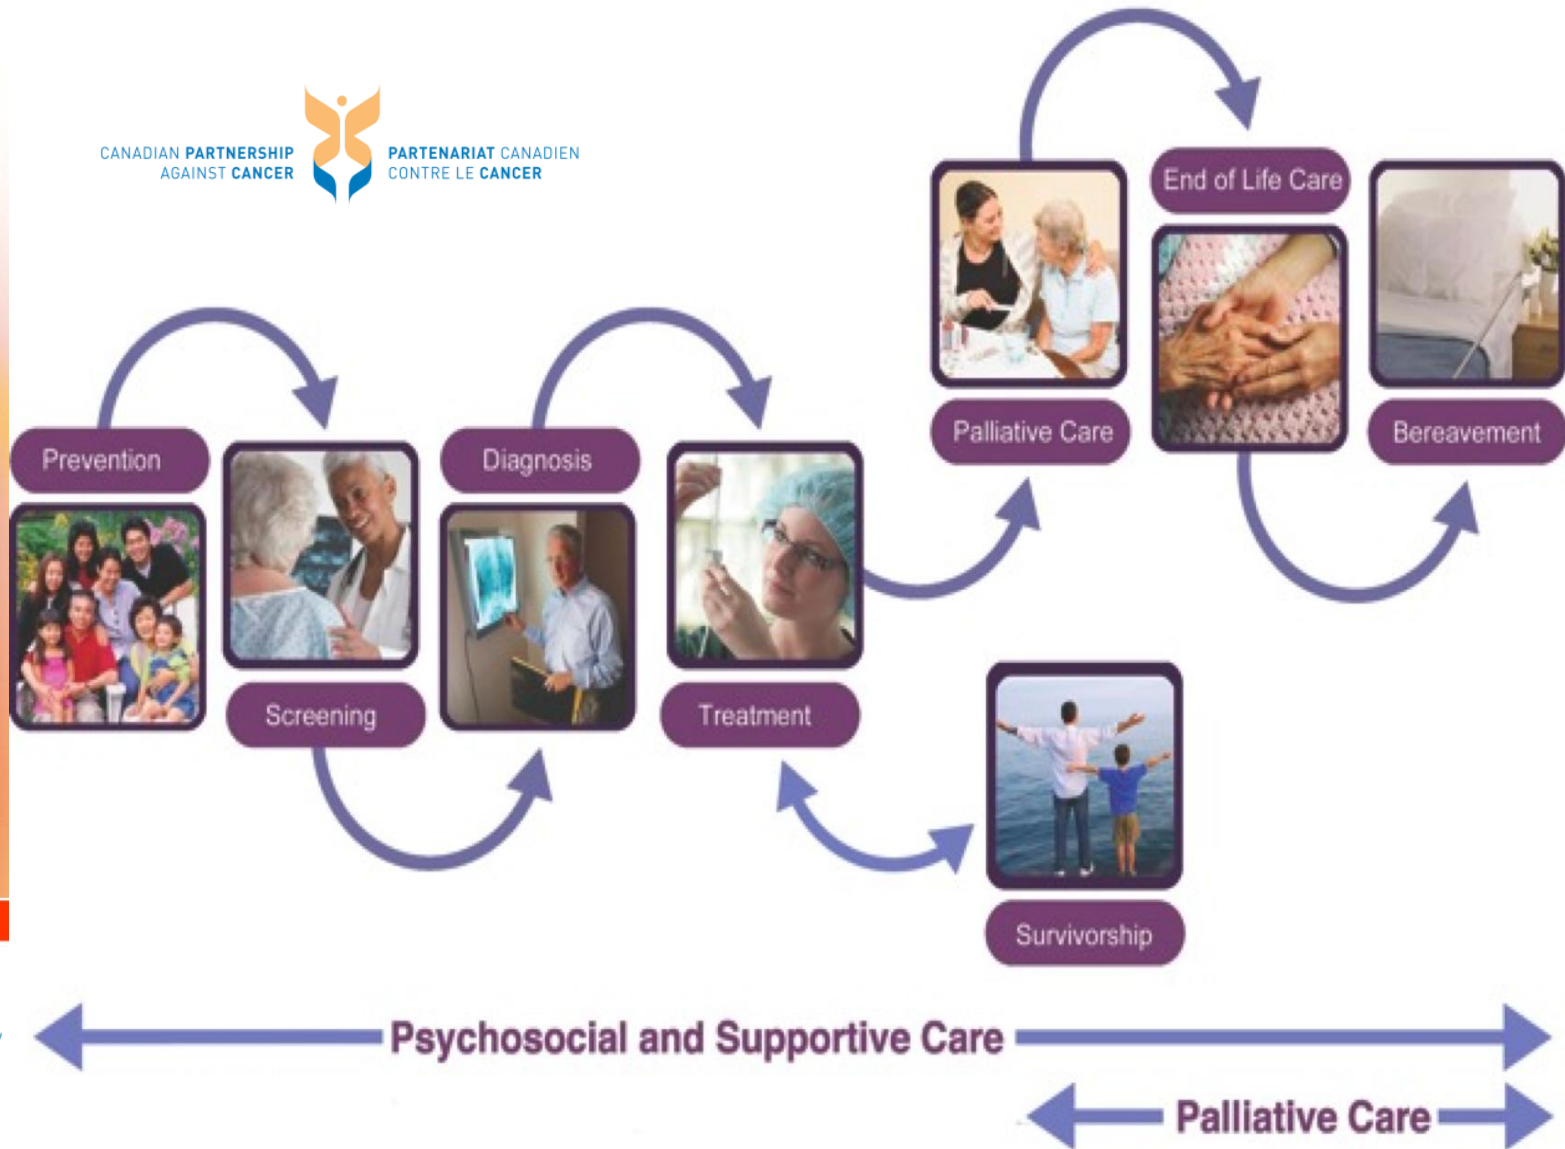 CANADIAN PARTNERSHIP
AGAINST CANCER
PARTENARIAT CANADIEN
CONTRE LE CANCER
Prevention
Screening
Diagnosis
Treatment
Palliative Care
End of Life Care
Bereavement
Survivorship
Psychosocial and Supportive Care
Palliative Care